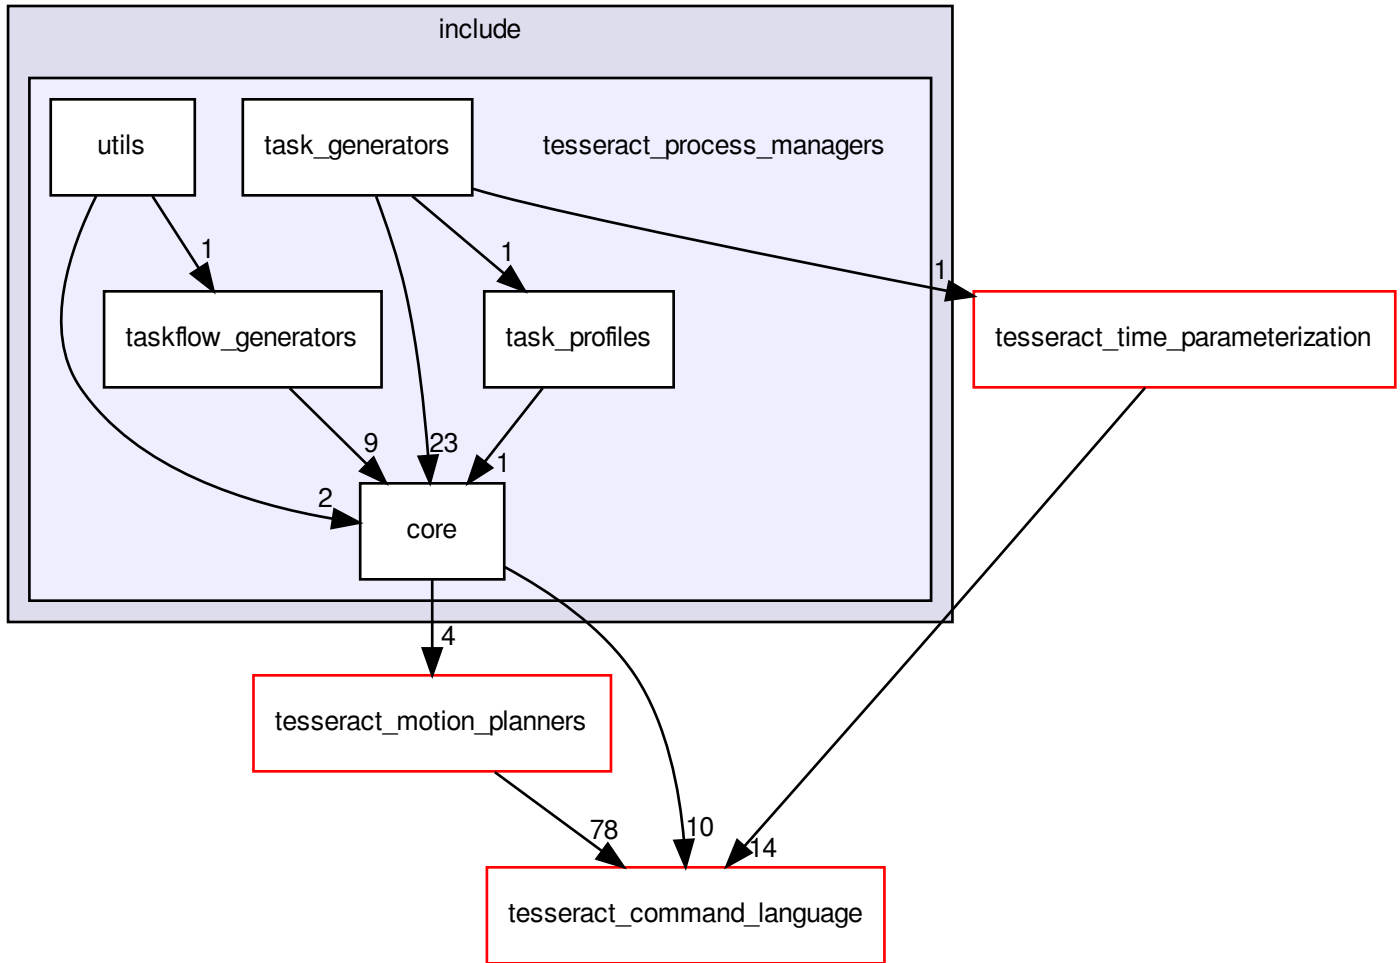 include
utils
task_generators
tesseract_process_managers
1
1
1
taskflow_generators
task_profiles
tesseract_time_parameterization
9
23
1
2
core
4
tesseract_motion_planners
78
10
14
tesseract_command_language